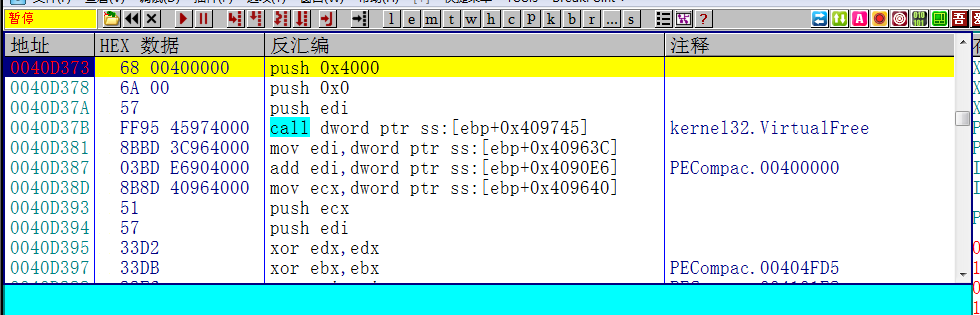 暂停 l e m t w h c p k b r ... s ?
地址 HEX 数据 反汇编 注释
0040D373 68 00400000 push 0x4000
0040D378 6A 00 push 0x0
0040D37A 57 push edi
0040D37B FF95 45974000 call dword ptr ss:[ebp+0x409745] kernel32.VirtualFree
0040D381 8BBD 3C964000 mov edi,dword ptr ss:[ebp+0x40963C]
0040D387 03BD E6904000 add edi,dword ptr ss:[ebp+0x4090E6] PECompac.00400000
0040D38D 8B8D 40964000 mov ecx,dword ptr ss:[ebp+0x409640]
0040D393 51 push ecx
0040D394 57 push edi
0040D395 33D2 xor edx,edx
0040D397 33DB xor ebx,ebx PECompac.00404FD5